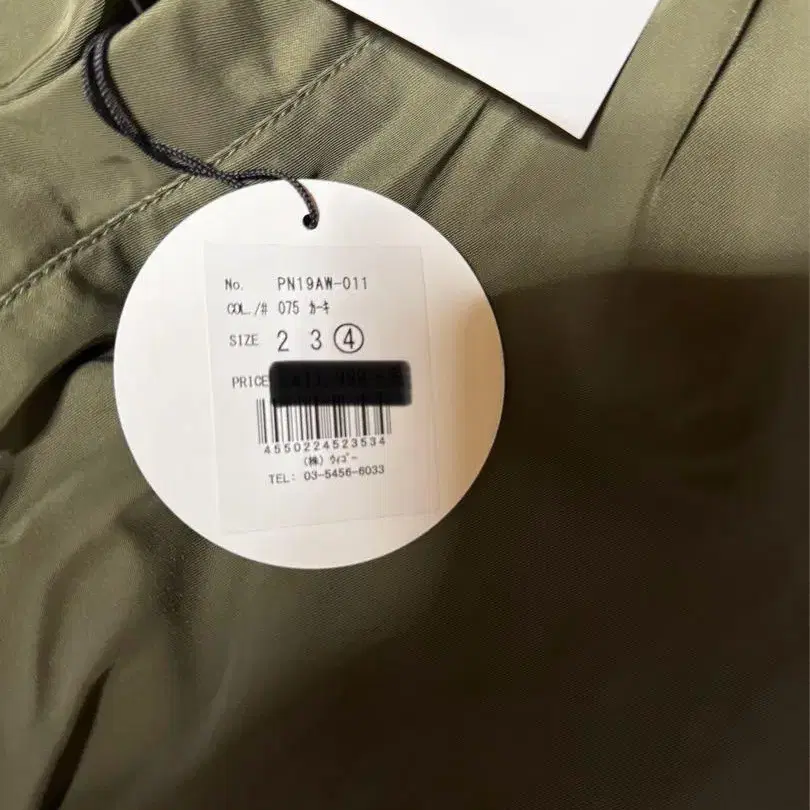 No. PN19AW-011
COL./# 075 ｶｰｷ
SIZE 2 3 ④
PRICE
4550224523534
(株) ｳｨｺﾞｰ
TEL: 03-5456-6033